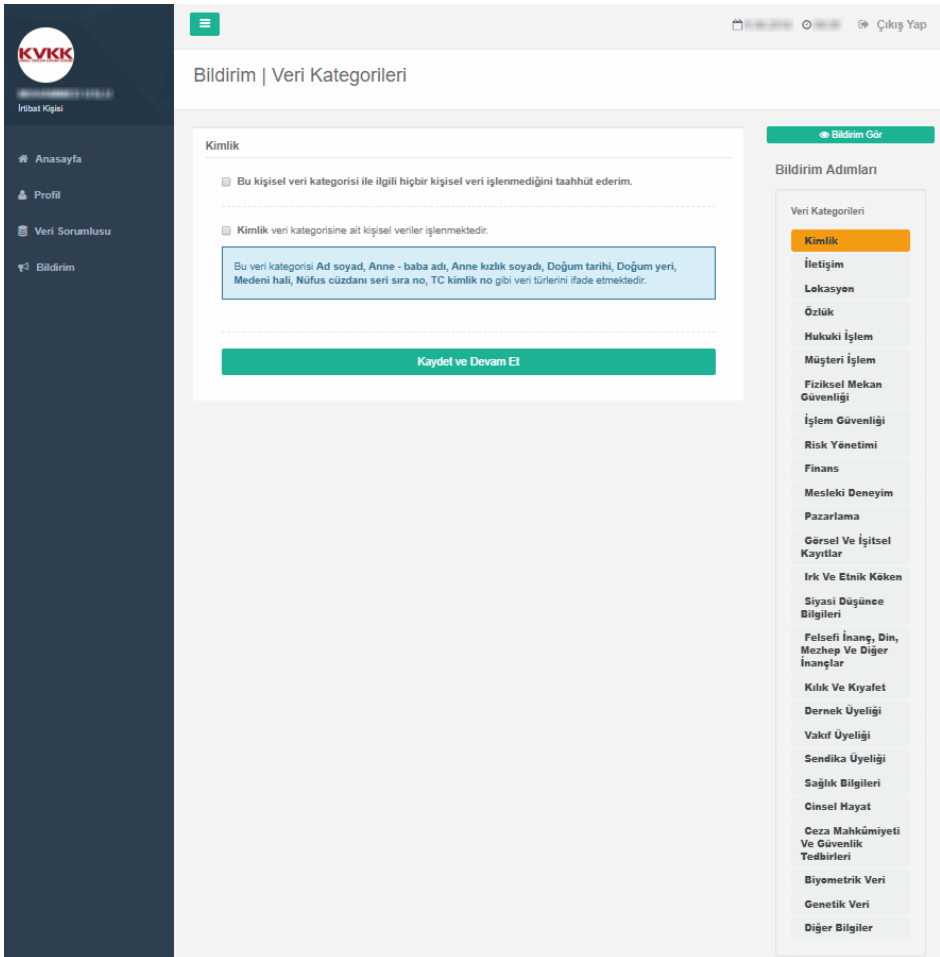 KVKK
İrtibat Kişisi
Anasayfa
Profil
Veri Sorumlusu
Bildirim
Çıkış Yap
Bildirim | Veri Kategorileri
Kimlik
Bu kişisel veri kategorisi ile ilgili hiçbir kişisel veri işlenmediğini taahhüt ederim.
Kimlik veri kategorisine ait kişisel veriler işlenmektedir.
Bu veri kategorisi Ad soyad, Anne - baba adı, Anne kızlık soyadı, Doğum tarihi, Doğum yeri,
Medeni hali, Nüfus cüzdanı seri sıra no, TC kimlik no gibi veri türlerini ifade etmektedir.
Kaydet ve Devam Et
Bildirim Gör
Bildirim Adımları
Veri Kategorileri
Kimlik
İletişim
Lokasyon
Özlük
Hukuki İşlem
Müşteri İşlem
Fiziksel Mekan
Güvenliği
İşlem Güvenliği
Risk Yönetimi
Finans
Mesleki Deneyim
Pazarlama
Görsel Ve İşitsel
Kayıtlar
Irk Ve Etnik Köken
Siyasi Düşünce
Bilgileri
Felsefi İnanç, Din,
Mezhep Ve Diğer
İnançlar
Kılık Ve Kıyafet
Dernek Üyeliği
Vakıf Üyeliği
Sendika Üyeliği
Sağlık Bilgileri
Cinsel Hayat
Ceza Mahkûmiyeti
Ve Güvenlik
Tedbirleri
Biyometrik Veri
Genetik Veri
Diğer Bilgiler